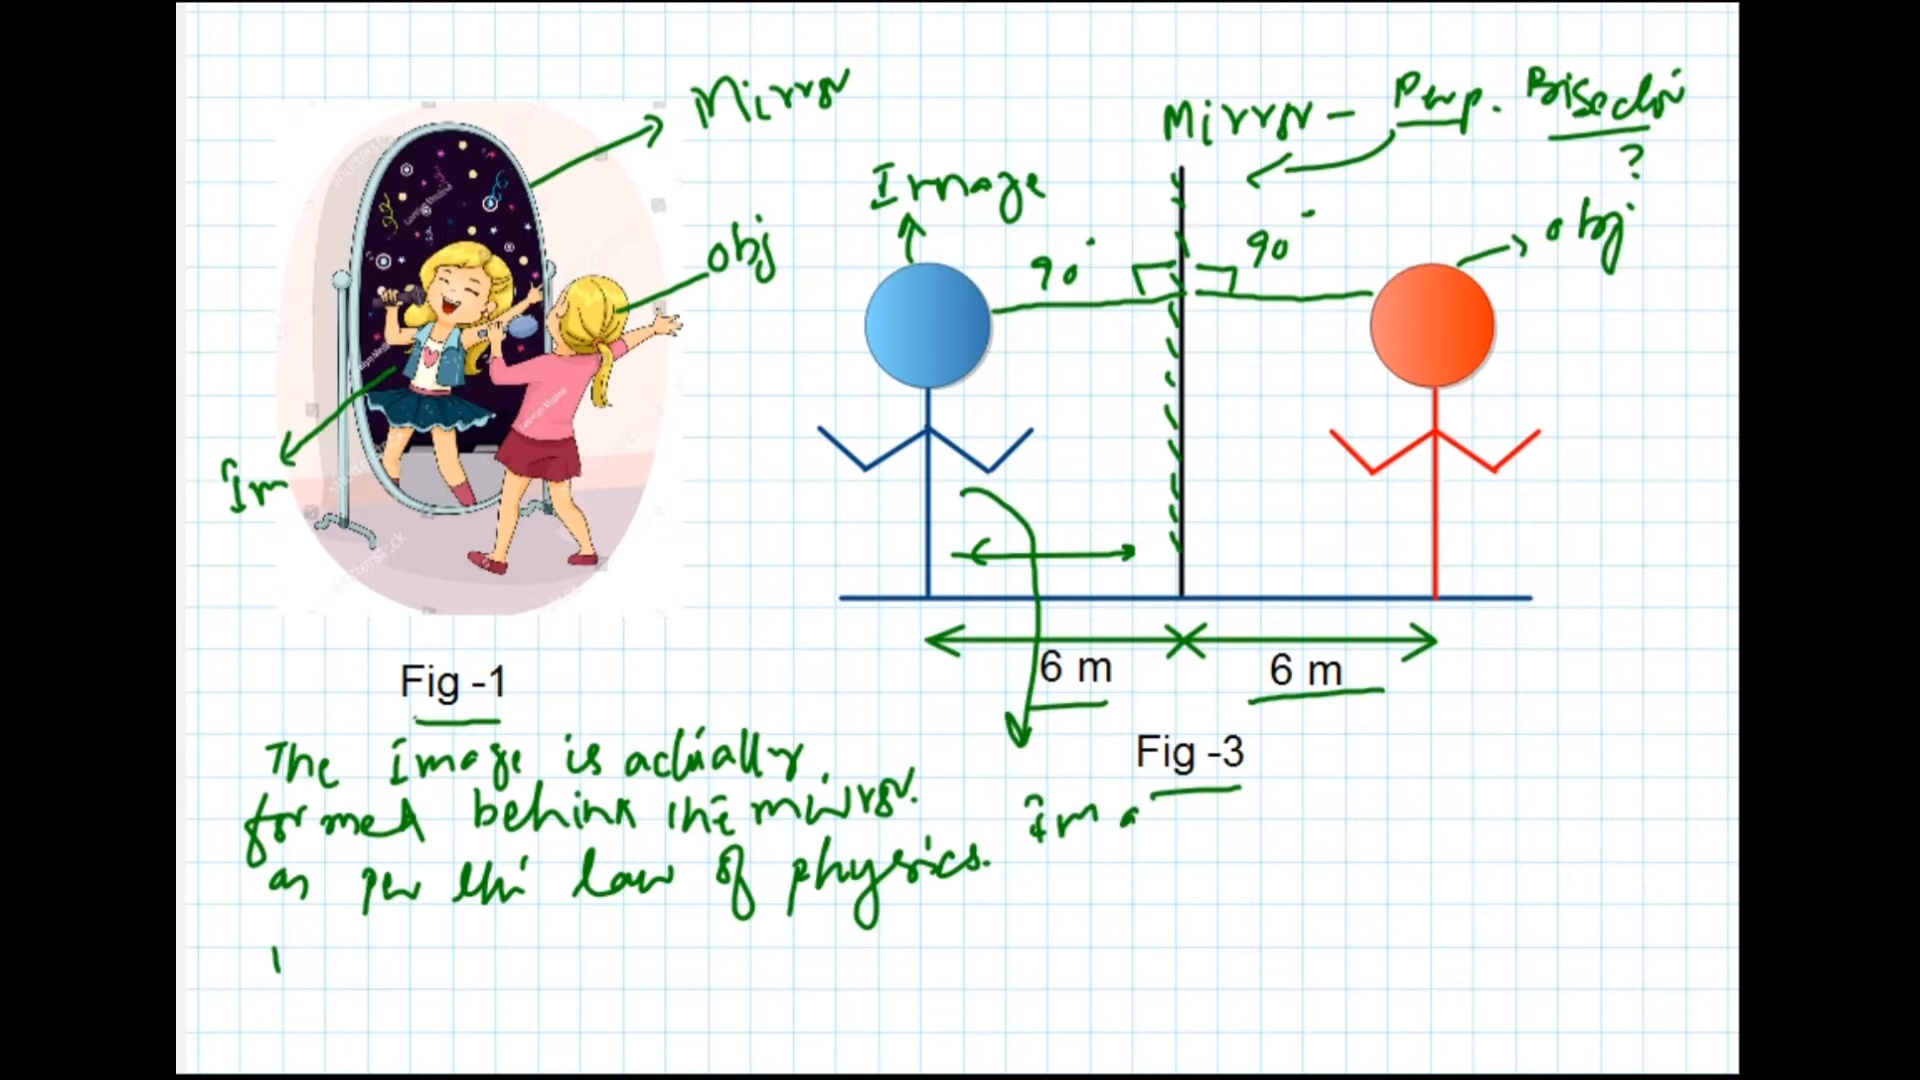 Mirror
Mirror - Perp. Bisector
?
Image
obj
obj
90°
90°
Im
6 m
6 m
Fig -1
Fig -3
The image is actually
formed behind the mirror.
as per the law of physics.
ima